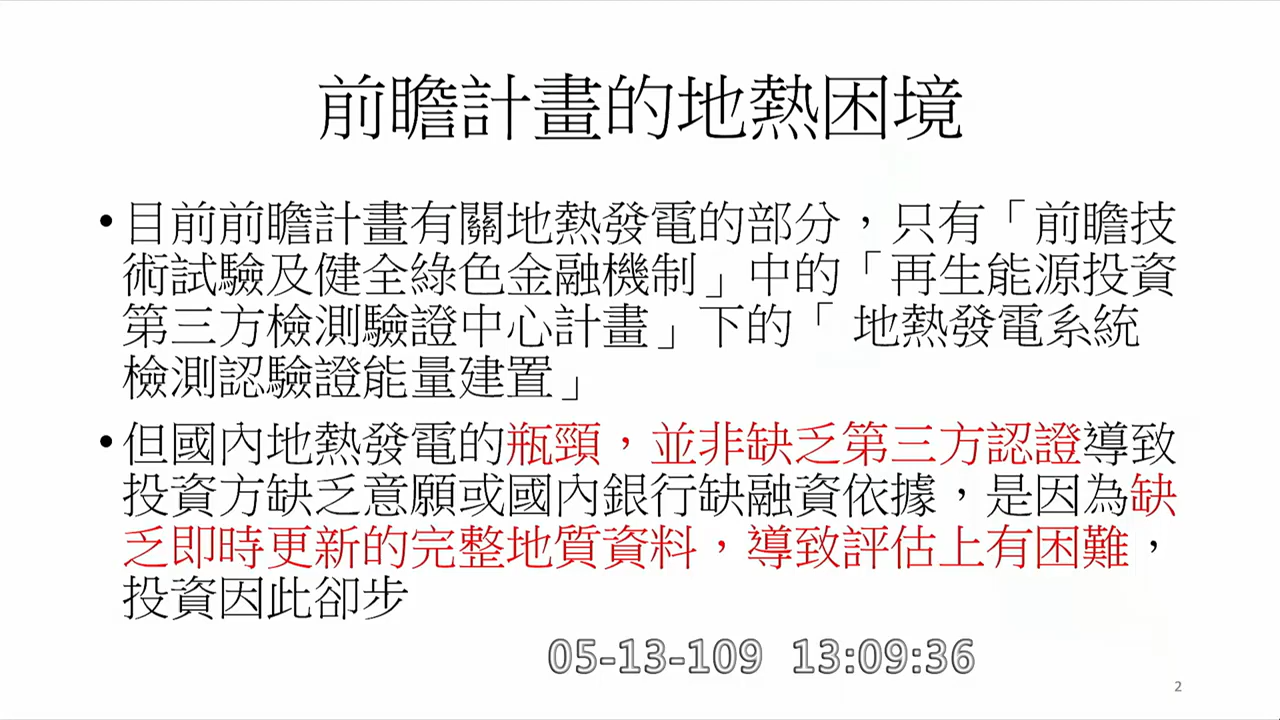 前瞻計畫的地熱困境
•目前前瞻計畫有關地熱發電的部分，只有「前瞻技
術試驗及健全綠色金融機制」中的「再生能源投資
第三方檢測驗證中心計畫」下的「 地熱發電系統
檢測認驗證能量建置」
•但國內地熱發電的瓶頸，並非缺乏第三方認證導致
投資方缺乏意願或國內銀行缺融資依據，是因為缺
乏即時更新的完整地質資料，導致評估上有困難，
投資因此卻步
05-13-109 13:09:36
2